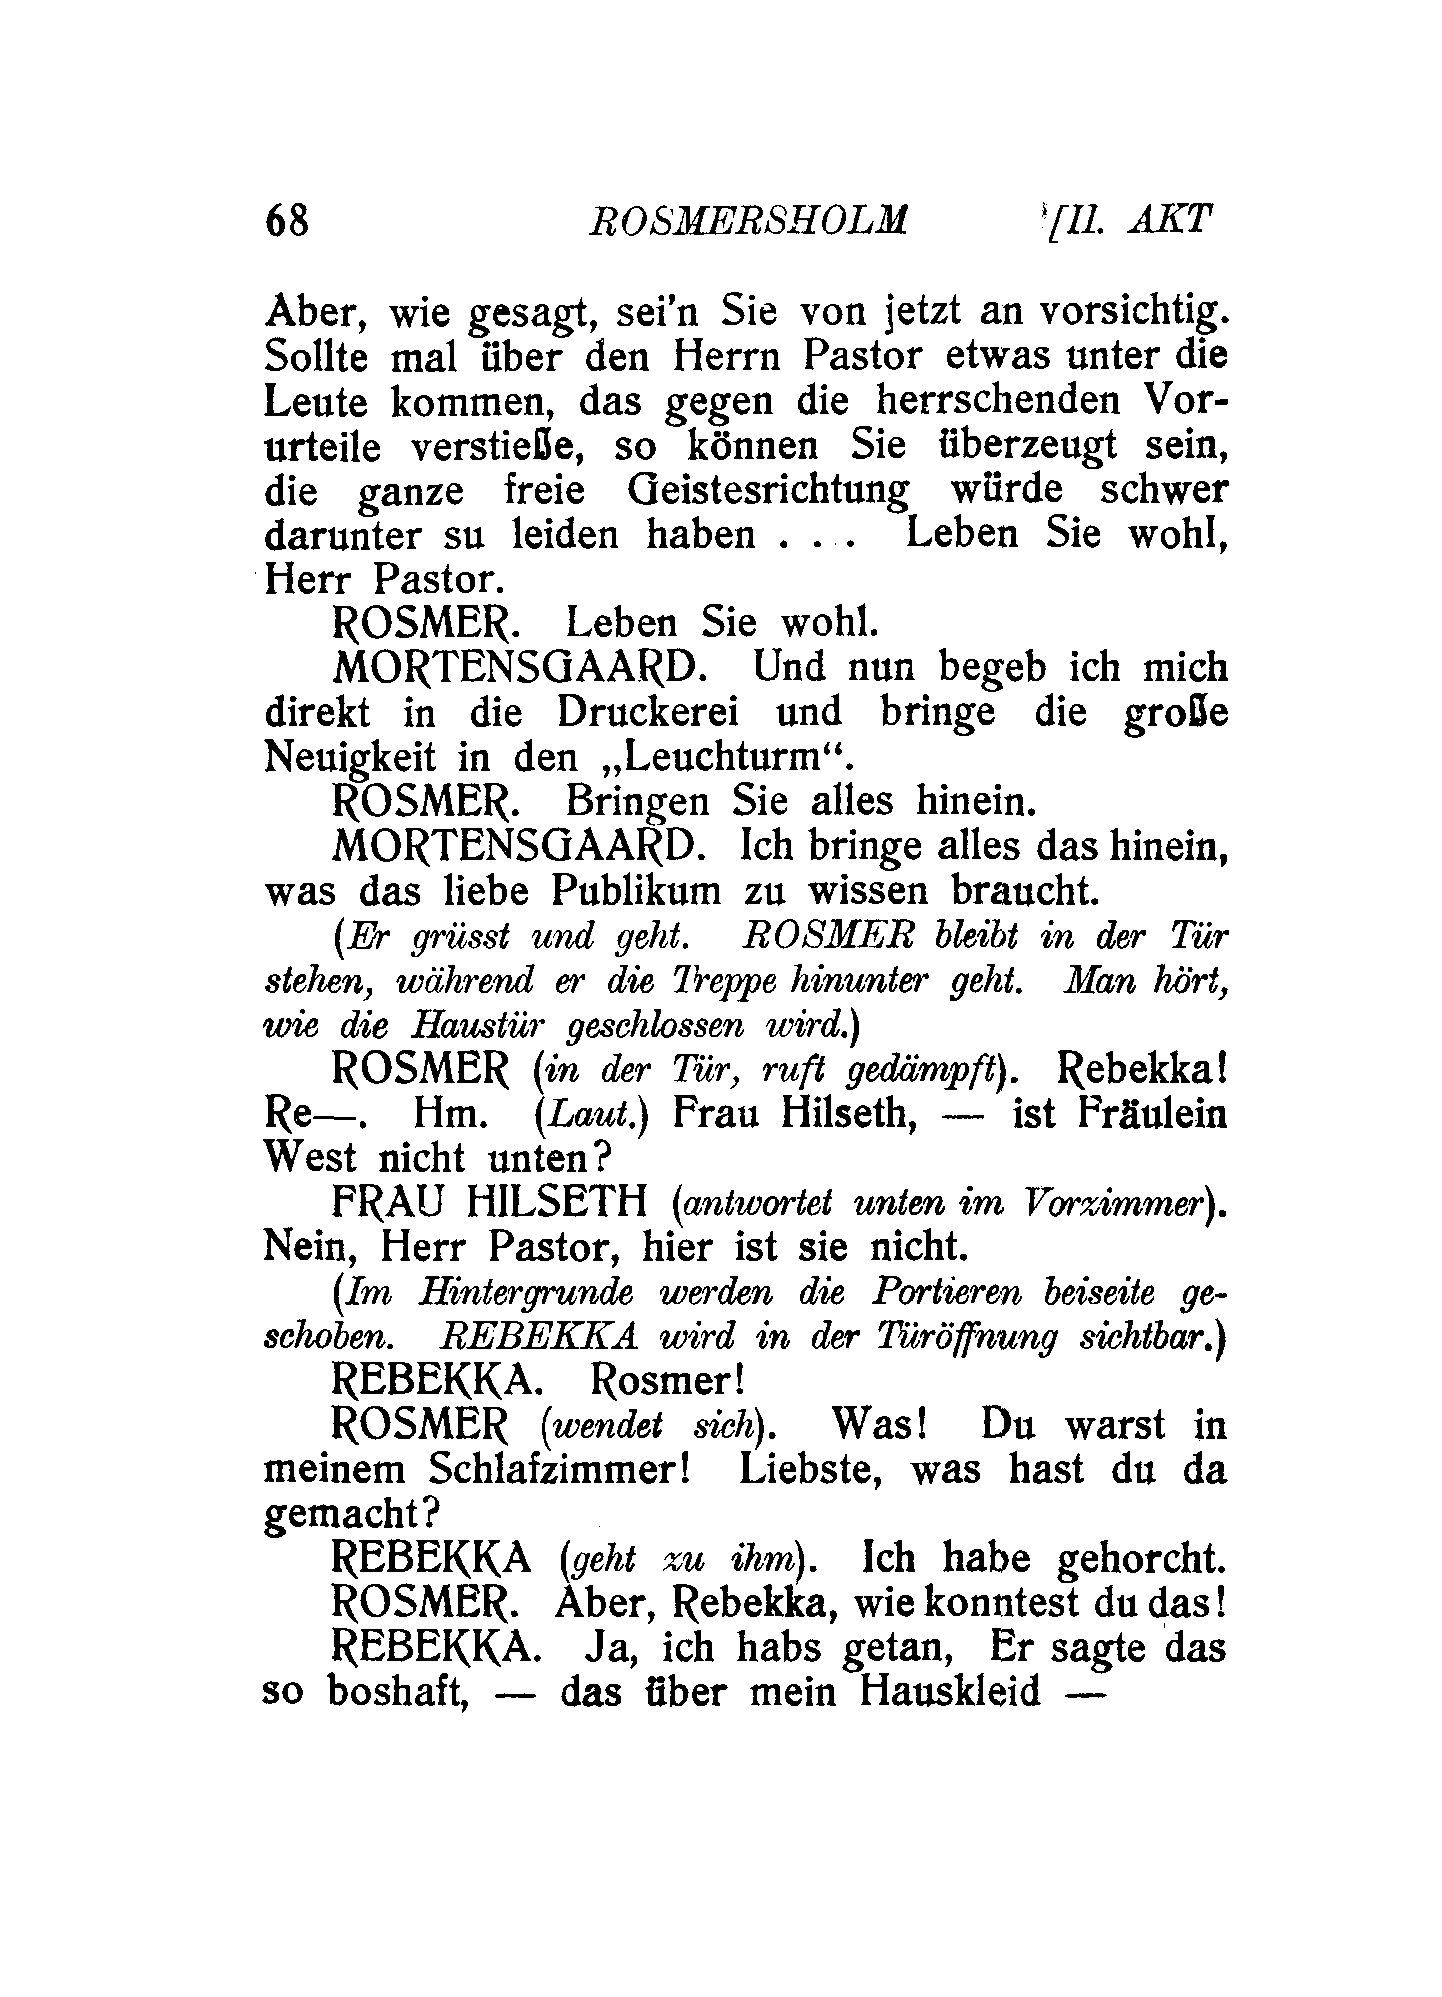 68 ROSMERSHOLM [II. AKT
Aber, wie gesagt, sei'n Sie von jetzt an vorsichtig.
Sollte mal über den Herrn Pastor etwas unter die
Leute kommen, das gegen die herrschenden Vor-
urteile verstieße, so können Sie überzeugt sein,
die ganze freie Geistesrichtung würde schwer
darunter su leiden haben . . . Leben Sie wohl,
Herr Pastor.
ROSMER. Leben Sie wohl.
MORTENSGAARD. Und nun begeb ich mich
direkt in die Druckerei und bringe die große
Neuigkeit in den „Leuchturm“.
ROSMER. Bringen Sie alles hinein.
MORTENSGAARD. Ich bringe alles das hinein,
was das liebe Publikum zu wissen braucht.
(Er grüsst und geht. ROSMER bleibt in der Tür
stehen, während er die Treppe hinunter geht. Man hört,
wie die Haustür geschlossen wird.)
ROSMER (in der Tür, ruft gedämpft). Rebekka!
Re—. Hm. (Laut.) Frau Hilseth, — ist Fräulein
West nicht unten?
FRAU HILSETH (antwortet unten im Vorzimmer).
Nein, Herr Pastor, hier ist sie nicht.
(Im Hintergrunde werden die Portieren beiseite ge-
schoben. REBEKKA wird in der Türöffnung sichtbar.)
REBEKKA. Rosmer!
ROSMER (wendet sich). Was! Du warst in
meinem Schlafzimmer! Liebste, was hast du da
gemacht?
REBEKKA (geht zu ihm). Ich habe gehorcht.
ROSMER. Aber, Rebekka, wie konntest du das!
REBEKKA. Ja, ich habs getan, Er sagte das
so boshaft, — das über mein Hauskleid —